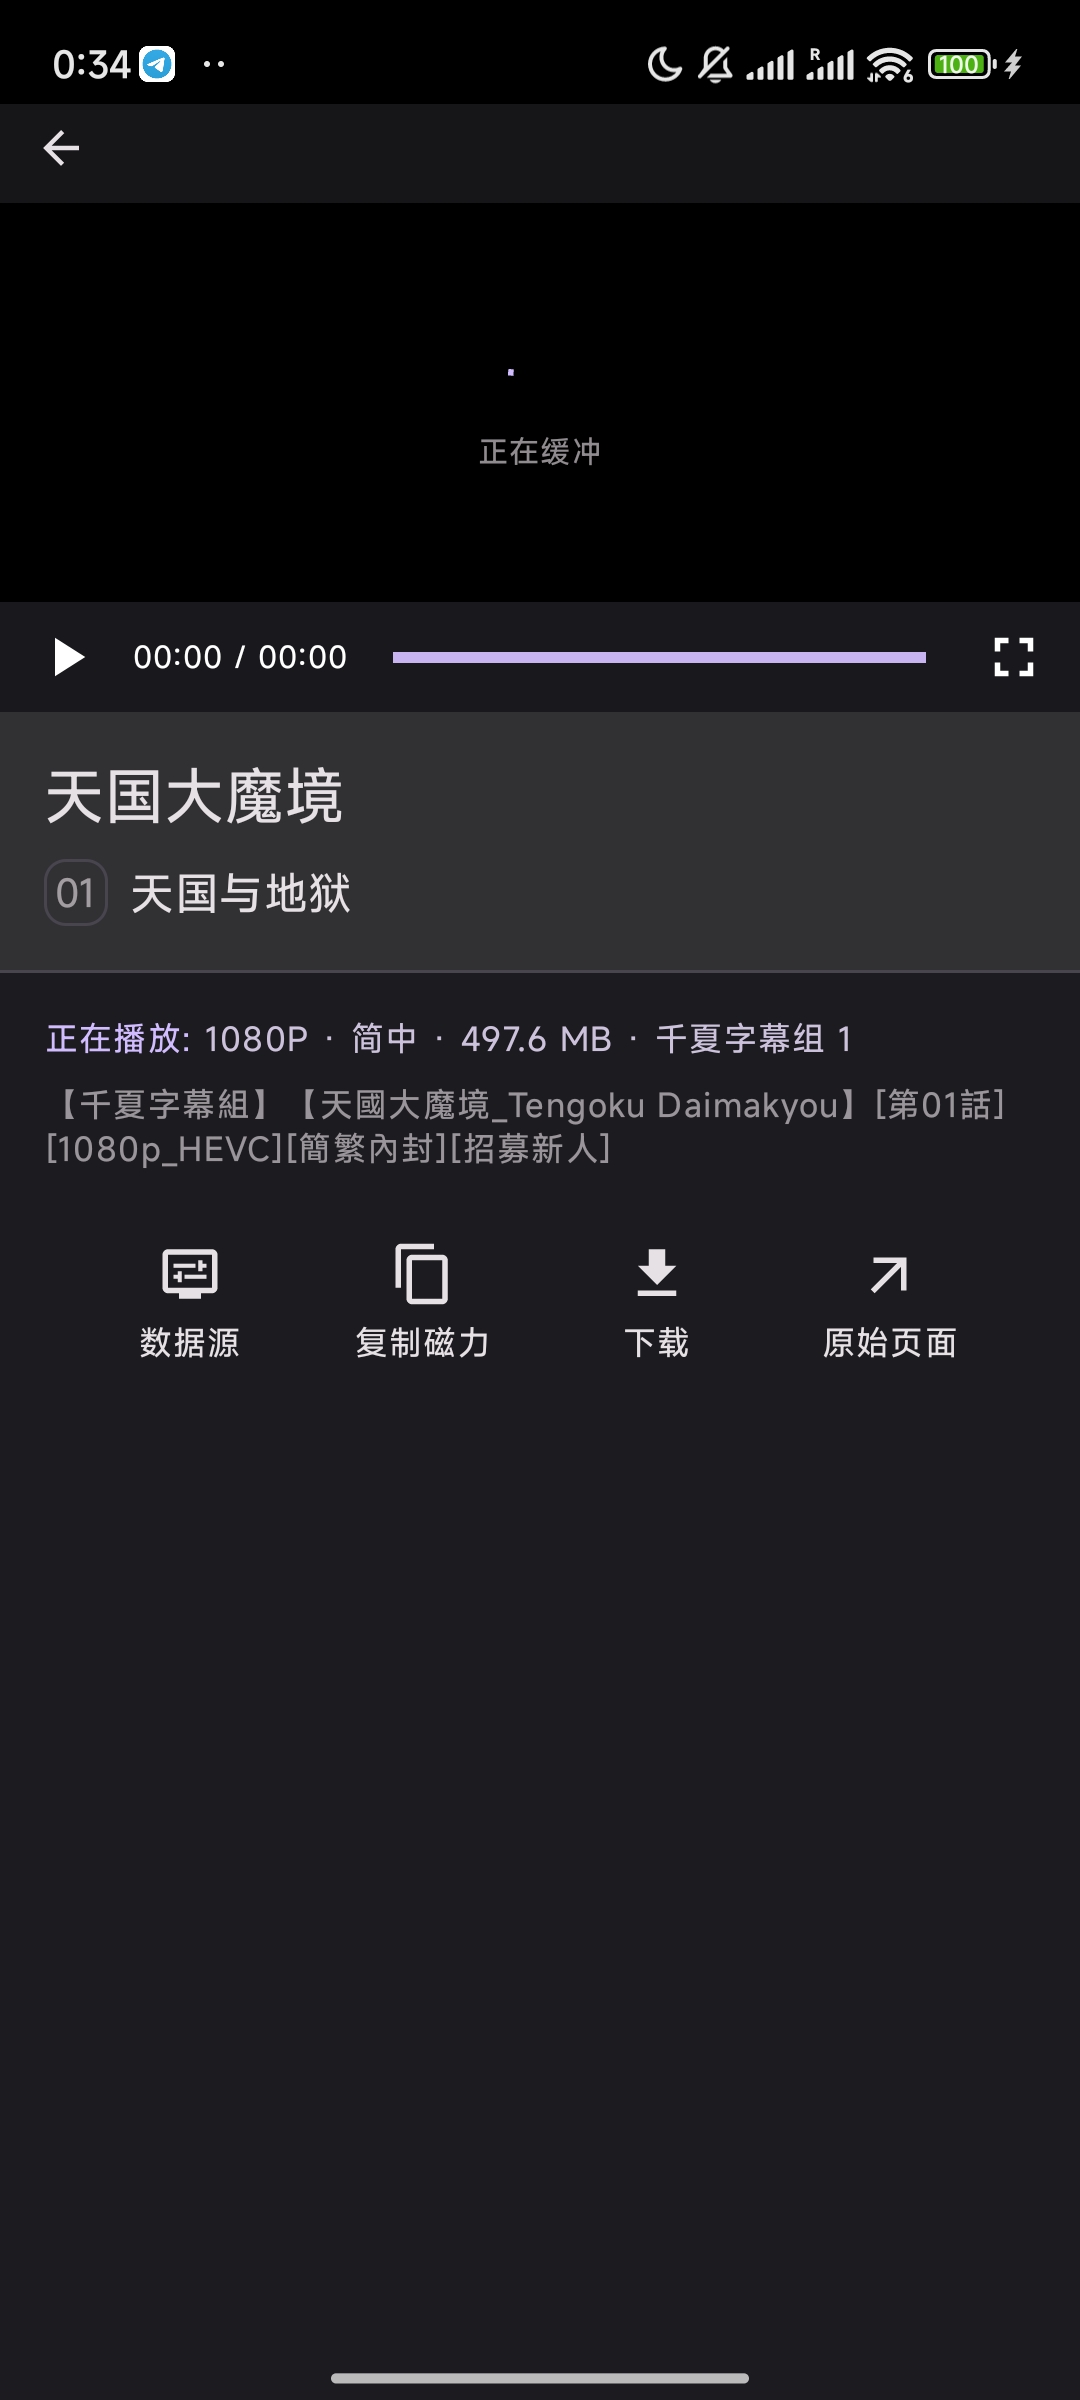 0:34
R
6
100
正在缓冲
00:00 / 00:00
天国大魔境
01 天国与地狱
正在播放: 1080P · 简中 · 497.6 MB · 千夏字幕组 1
【千夏字幕組】【天國大魔境_Tengoku Daimakyou】[第01話]
[1080p_HEVC][簡繁內封][招募新人]
数据源
复制磁力
下载
原始页面